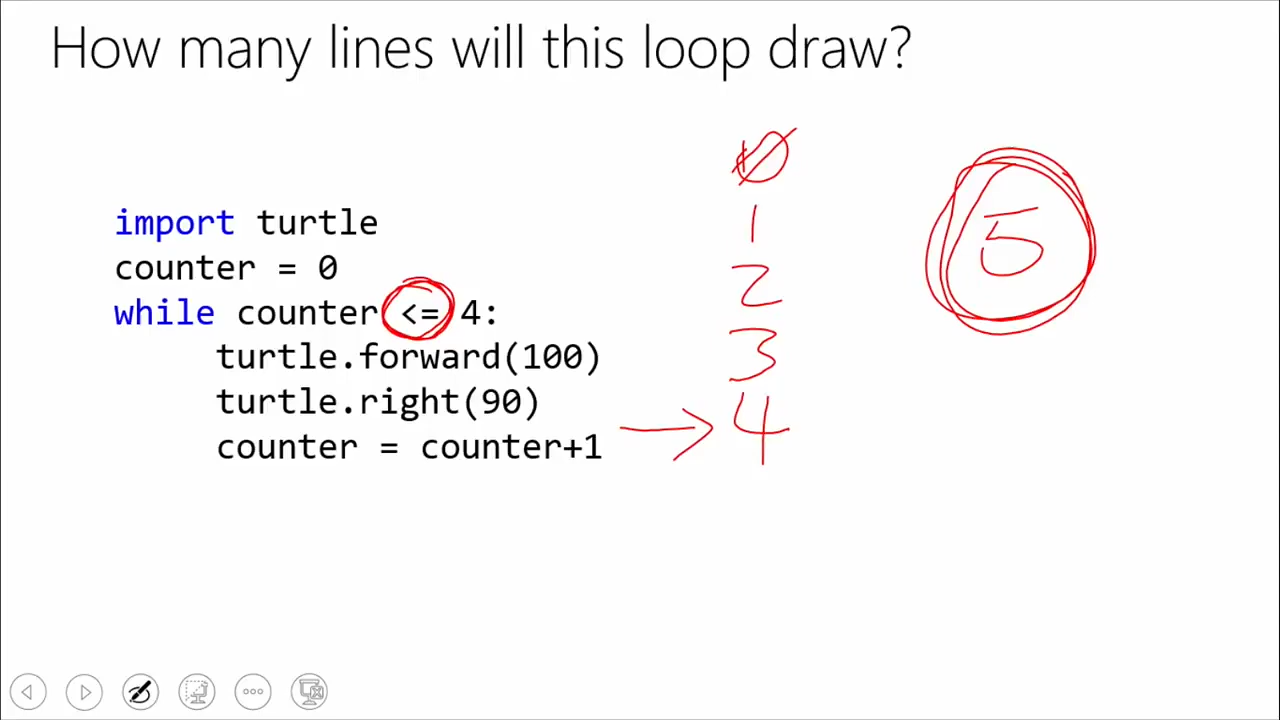 How many lines will this loop draw?
import turtle
counter = 0
while counter <= 4:
turtle.forward(100)
turtle.right(90)
counter = counter+1
0
1
2
3
4
5